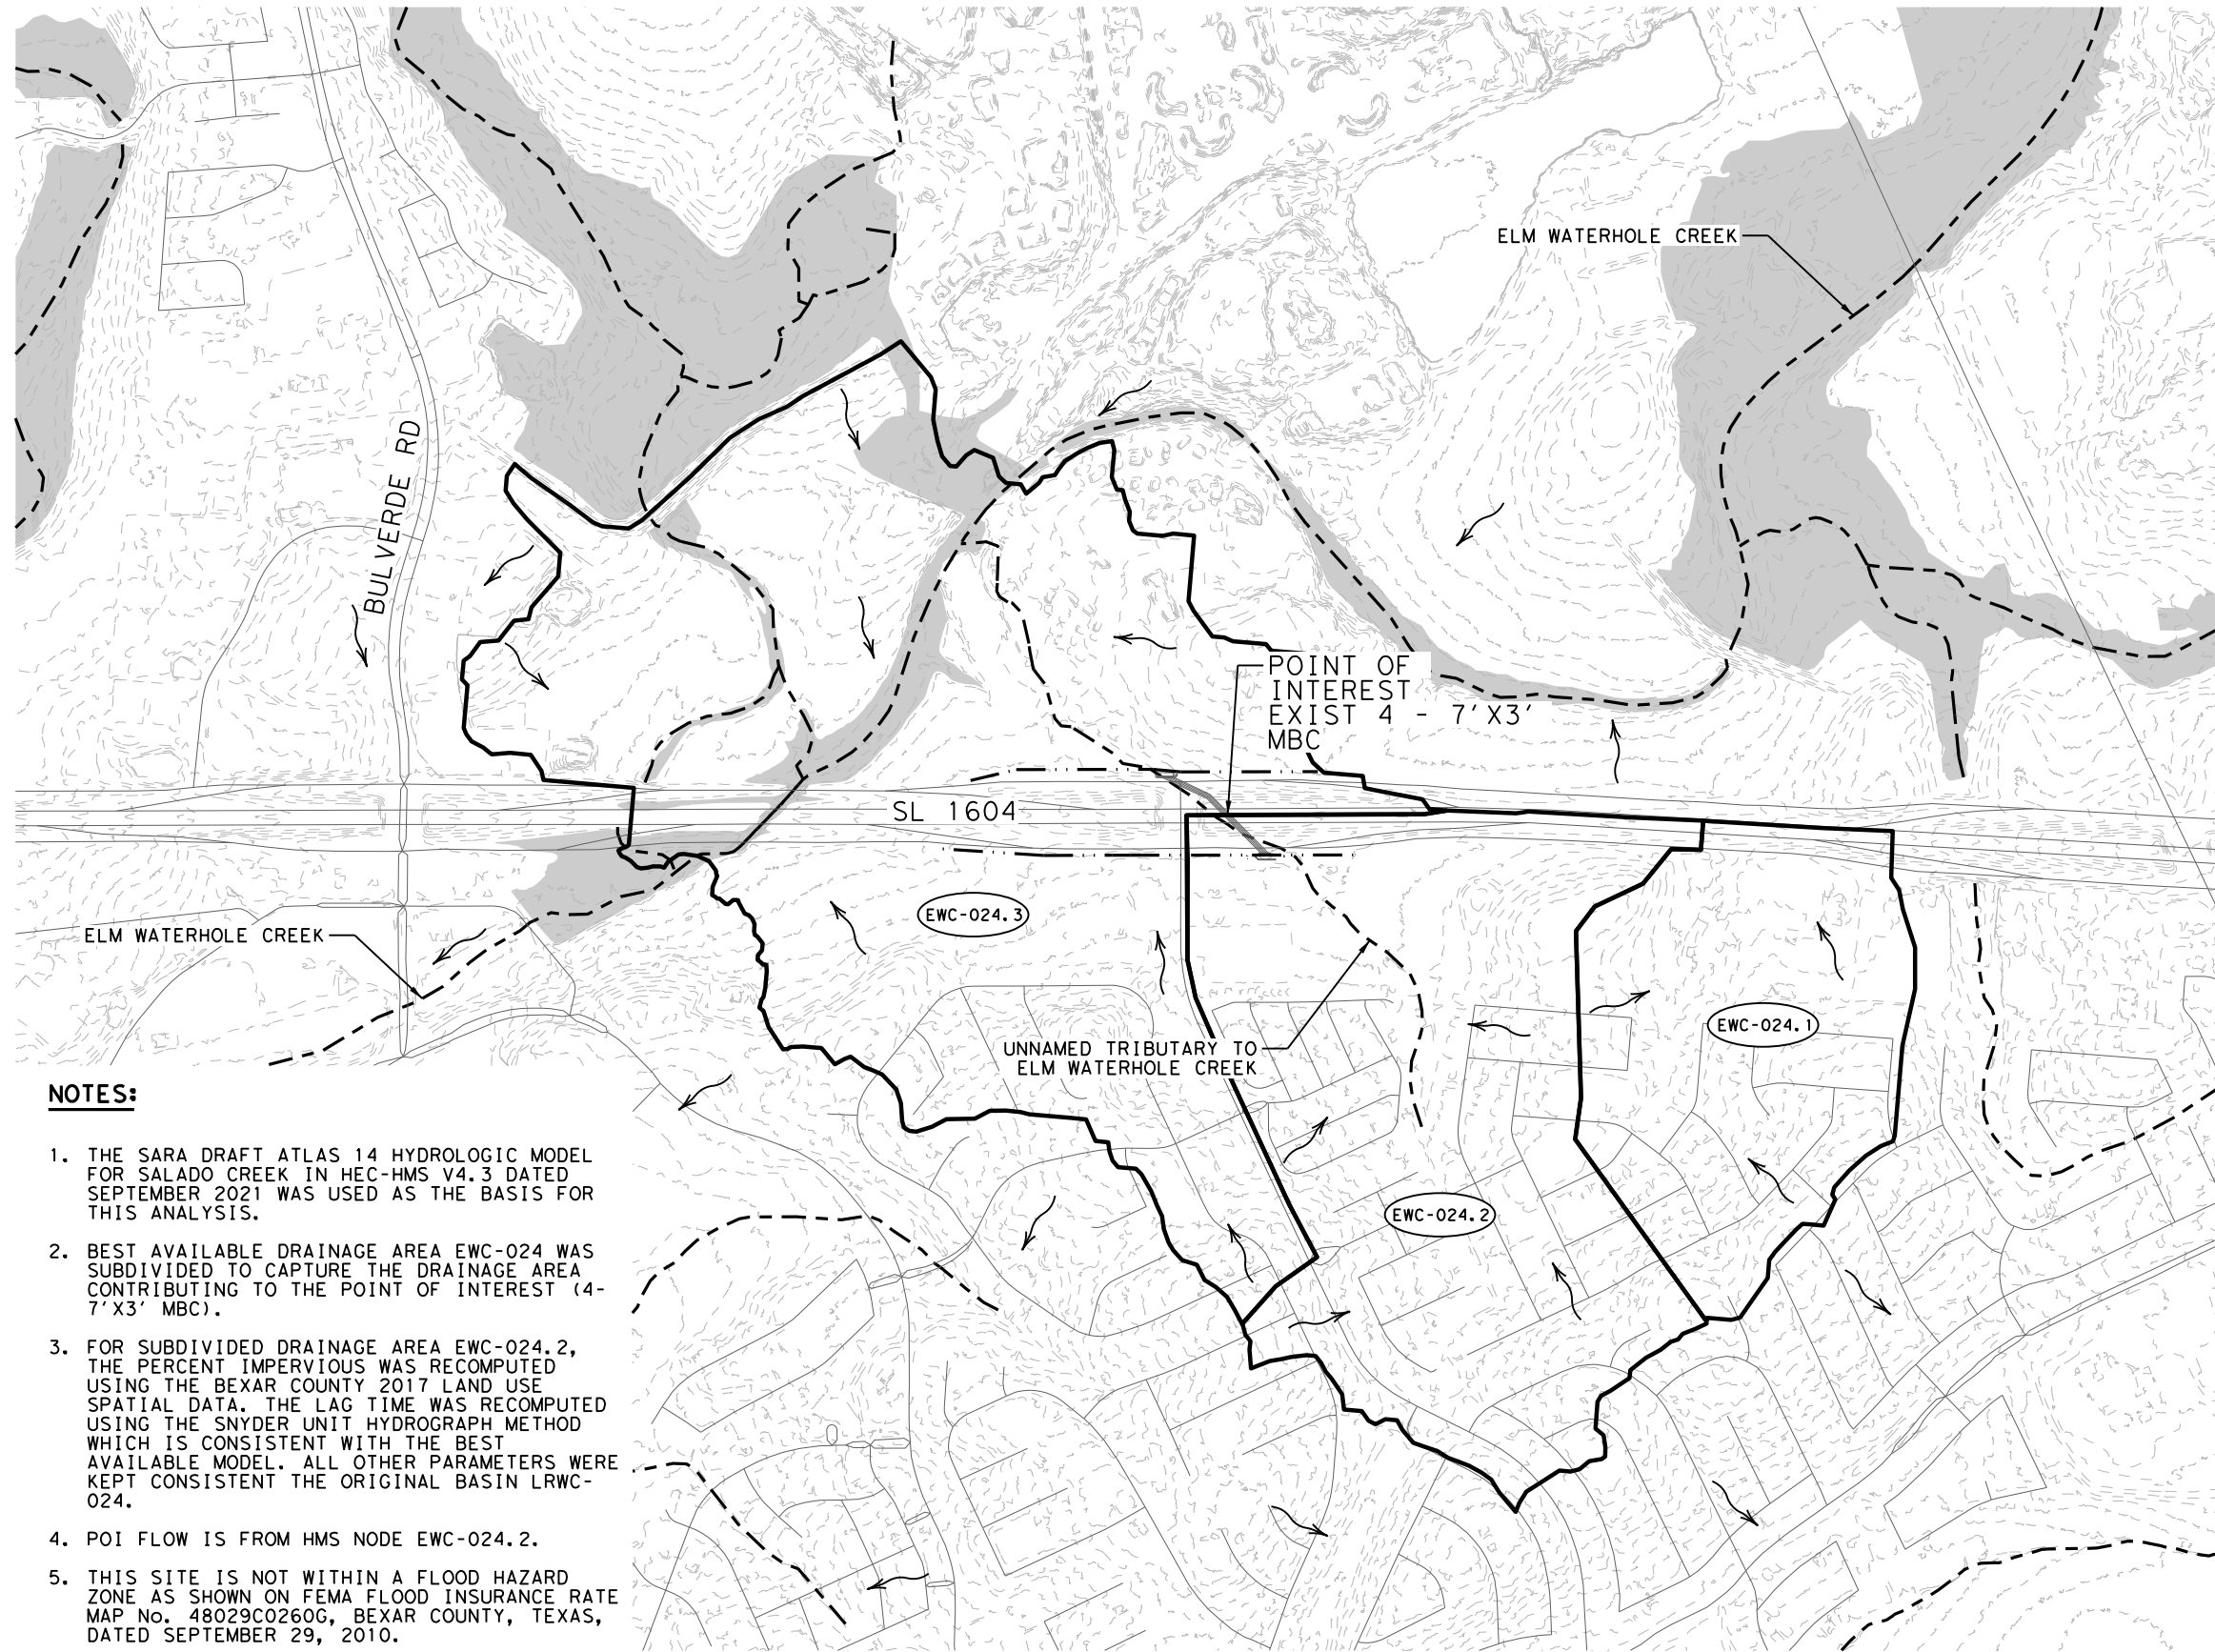 ELM WATERHOLE CREEK
BULVERDE RD
POINT OF
INTEREST
EXIST 4 - 7'X3'
MBC
SL 1604
EWC-024.3
ELM WATERHOLE CREEK
EWC-024.1
UNNAMED TRIBUTARY TO
ELM WATERHOLE CREEK
EWC-024.2
NOTES:
1. THE SARA DRAFT ATLAS 14 HYDROLOGIC MODEL
FOR SALADO CREEK IN HEC-HMS V4.3 DATED
SEPTEMBER 2021 WAS USED AS THE BASIS FOR
THIS ANALYSIS.
2. BEST AVAILABLE DRAINAGE AREA EWC-024 WAS
SUBDIVIDED TO CAPTURE THE DRAINAGE AREA
CONTRIBUTING TO THE POINT OF INTEREST (4-
7'X3' MBC).
3. FOR SUBDIVIDED DRAINAGE AREA EWC-024.2,
THE PERCENT IMPERVIOUS WAS RECOMPUTED
USING THE BEXAR COUNTY 2017 LAND USE
SPATIAL DATA. THE LAG TIME WAS RECOMPUTED
USING THE SNYDER UNIT HYDROGRAPH METHOD
WHICH IS CONSISTENT WITH THE BEST
AVAILABLE MODEL. ALL OTHER PARAMETERS WERE
KEPT CONSISTENT THE ORIGINAL BASIN LRWC-
024.
4. POI FLOW IS FROM HMS NODE EWC-024.2.
5. THIS SITE IS NOT WITHIN A FLOOD HAZARD
ZONE AS SHOWN ON FEMA FLOOD INSURANCE RATE
MAP No. 48029C0260G, BEXAR COUNTY, TEXAS,
DATED SEPTEMBER 29, 2010.